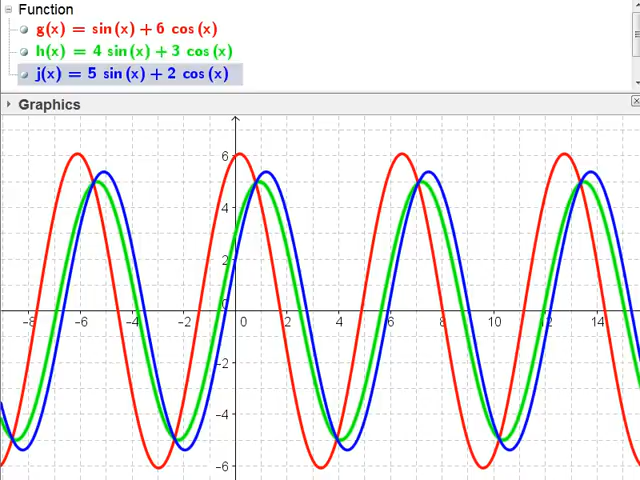 Function
g(x) = sin(x) + 6 cos(x)
h(x) = 4 sin(x) + 3 cos(x)
j(x) = 5 sin(x) + 2 cos(x)
Graphics
6
4
2
0
-8 -6 -4 -2 0 2 4 6 8 10 12 14
-2
-4
-6